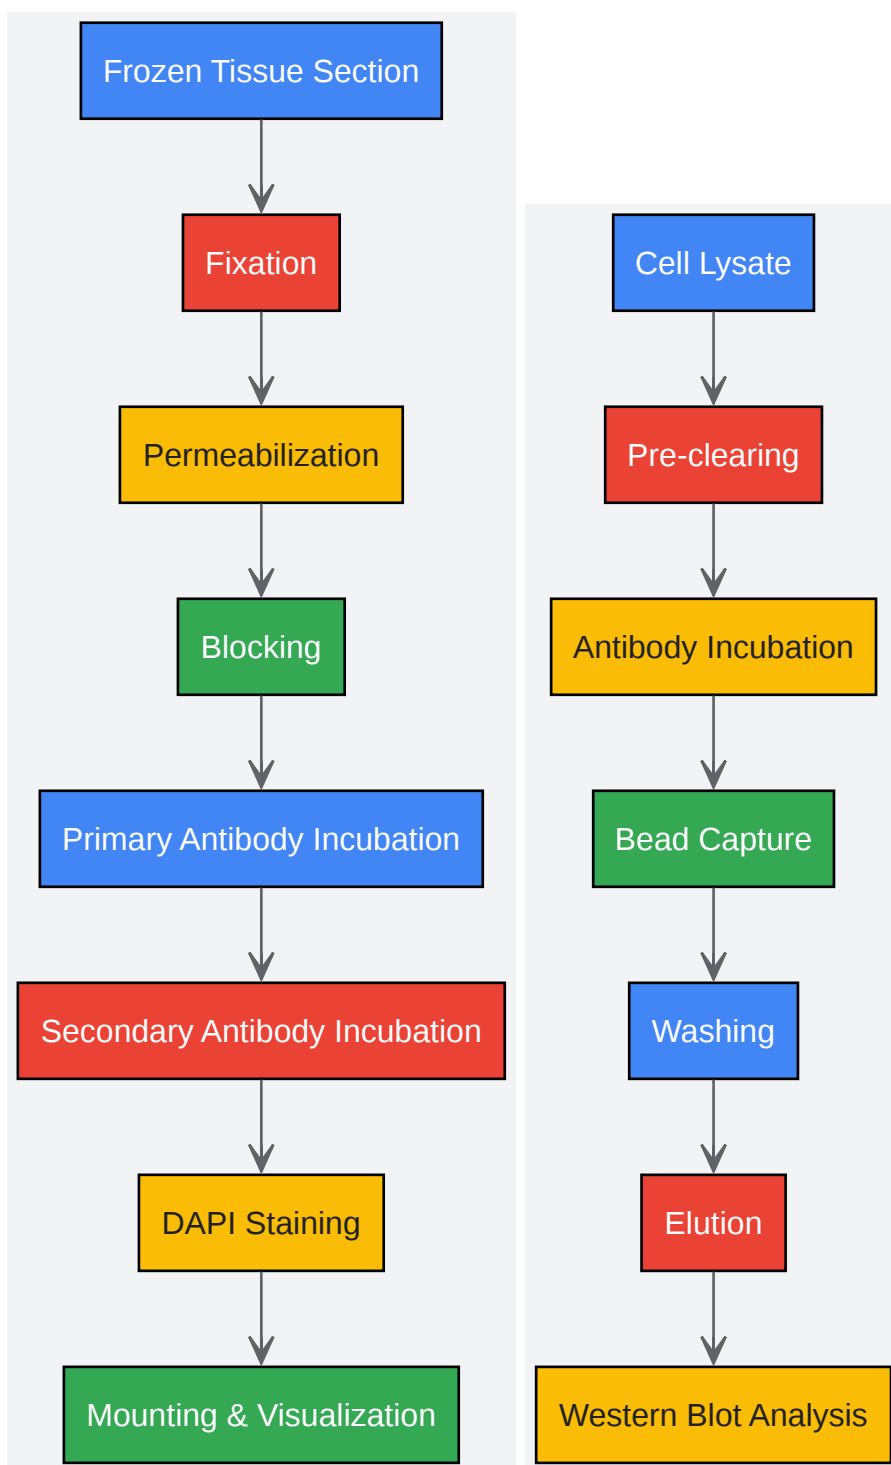 Frozen Tissue Section
Fixation
Permeabilization
Blocking
Primary Antibody Incubation
Secondary Antibody Incubation
DAPI Staining
Mounting & Visualization
Cell Lysate
Pre-clearing
Antibody Incubation
Bead Capture
Washing
Elution
Western Blot Analysis